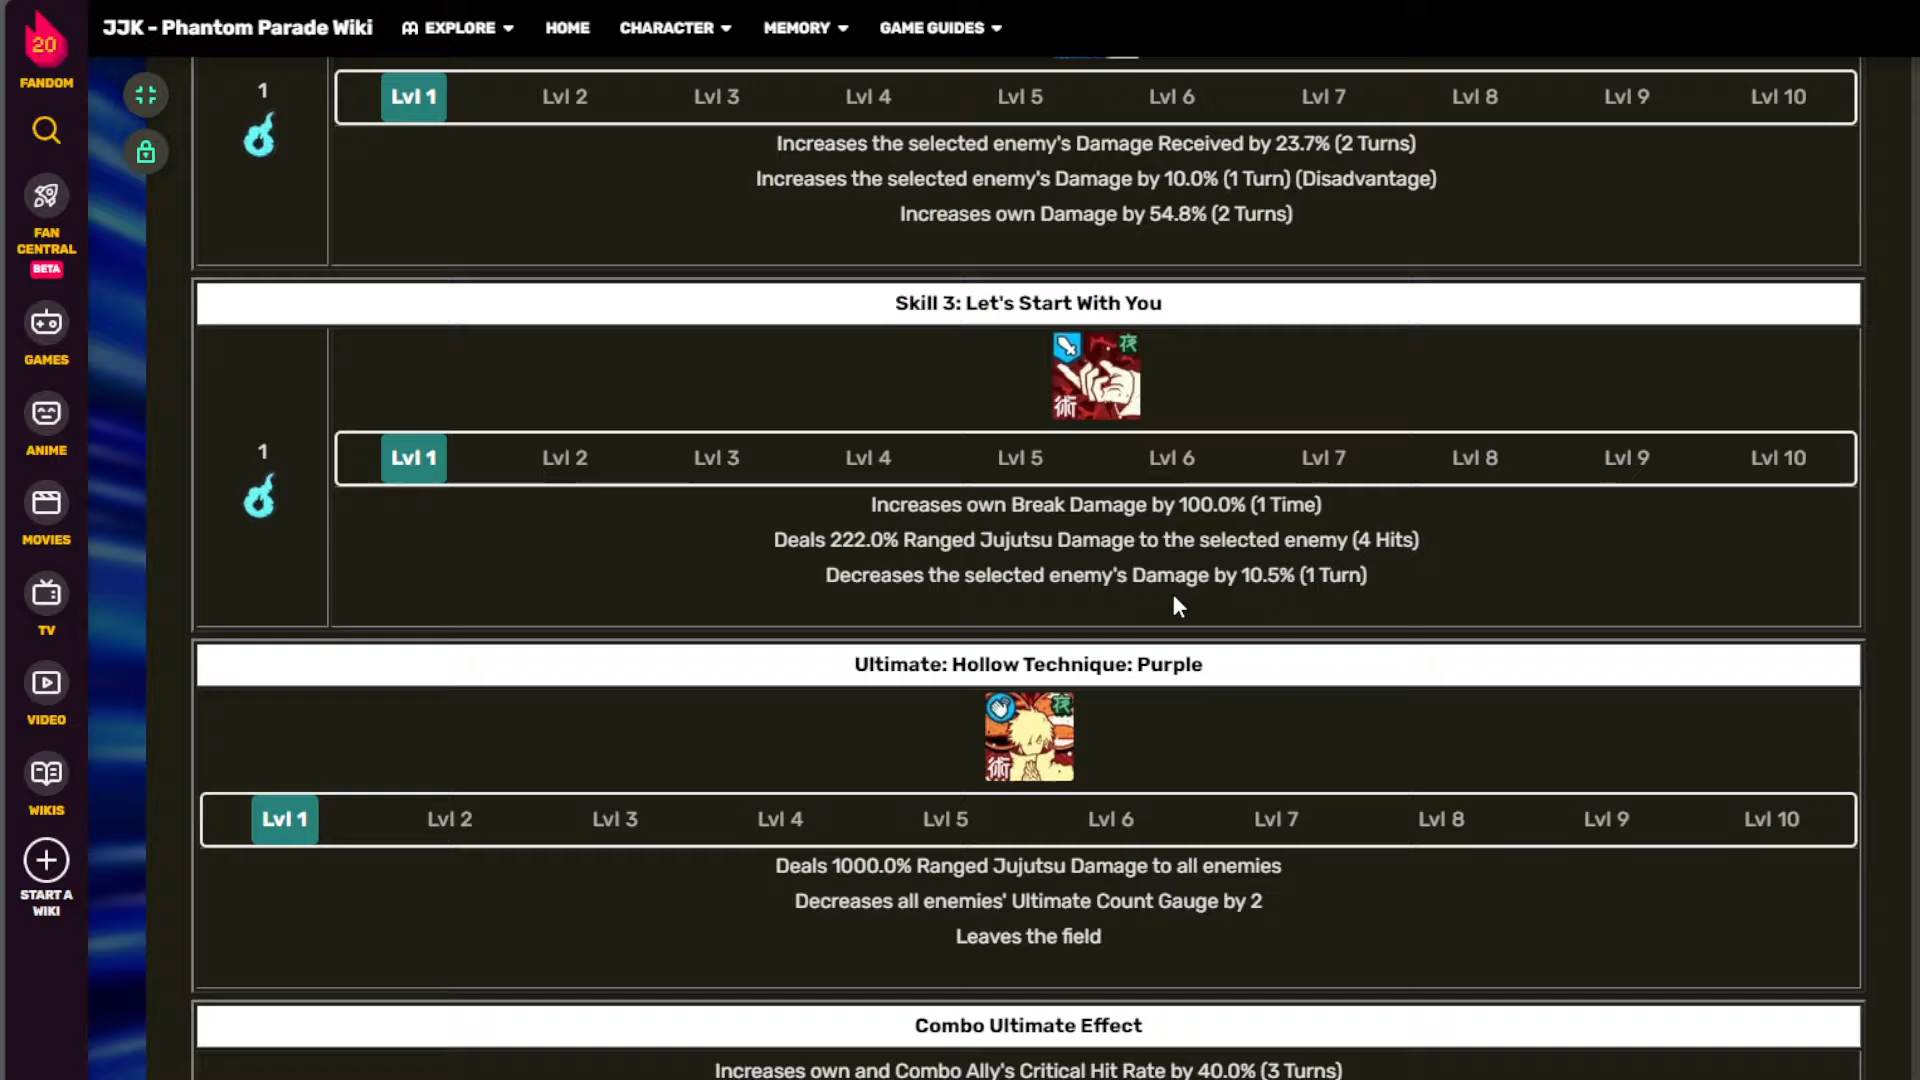 JJK - Phantom Parade Wiki
EXPLORE
HOME
CHARACTER
MEMORY
GAME GUIDES
20
FANDOM
FAN
CENTRAL
BETA
GAMES
ANIME
MOVIES
TV
VIDEO
WIKIS
START A
WIKI
1
Lvl 1 Lvl 2 Lvl 3 Lvl 4 Lvl 5 Lvl 6 Lvl 7 Lvl 8 Lvl 9 Lvl 10
Increases the selected enemy's Damage Received by 23.7% (2 Turns)
Increases the selected enemy's Damage by 10.0% (1 Turn) (Disadvantage)
Increases own Damage by 54.8% (2 Turns)
Skill 3: Let's Start With You
夜
術
1
Lvl 1 Lvl 2 Lvl 3 Lvl 4 Lvl 5 Lvl 6 Lvl 7 Lvl 8 Lvl 9 Lvl 10
Increases own Break Damage by 100.0% (1 Time)
Deals 222.0% Ranged Jujutsu Damage to the selected enemy (4 Hits)
Decreases the selected enemy's Damage by 10.5% (1 Turn)
Ultimate: Hollow Technique: Purple
夜
術
Lvl 1 Lvl 2 Lvl 3 Lvl 4 Lvl 5 Lvl 6 Lvl 7 Lvl 8 Lvl 9 Lvl 10
Deals 1000.0% Ranged Jujutsu Damage to all enemies
Decreases all enemies' Ultimate Count Gauge by 2
Leaves the field
Combo Ultimate Effect
Increases own and Combo Ally's Critical Hit Rate by 40.0% (3 Turns)